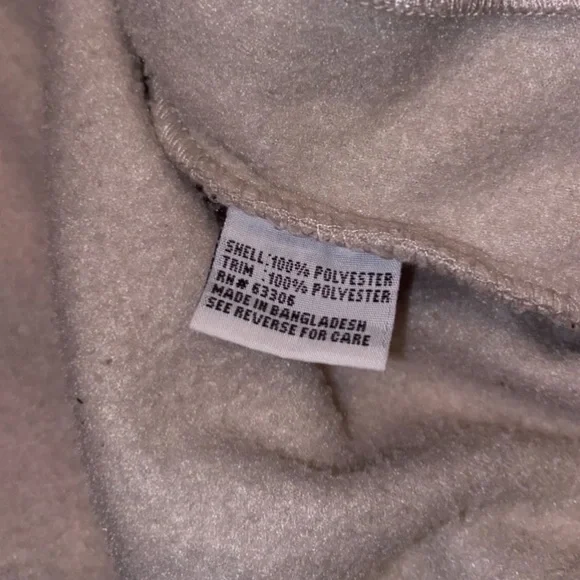 SHELL:100% POLYESTER
TRIM :100% POLYESTER
RN# 63306
MADE IN BANGLADESH
SEE REVERSE FOR CARE